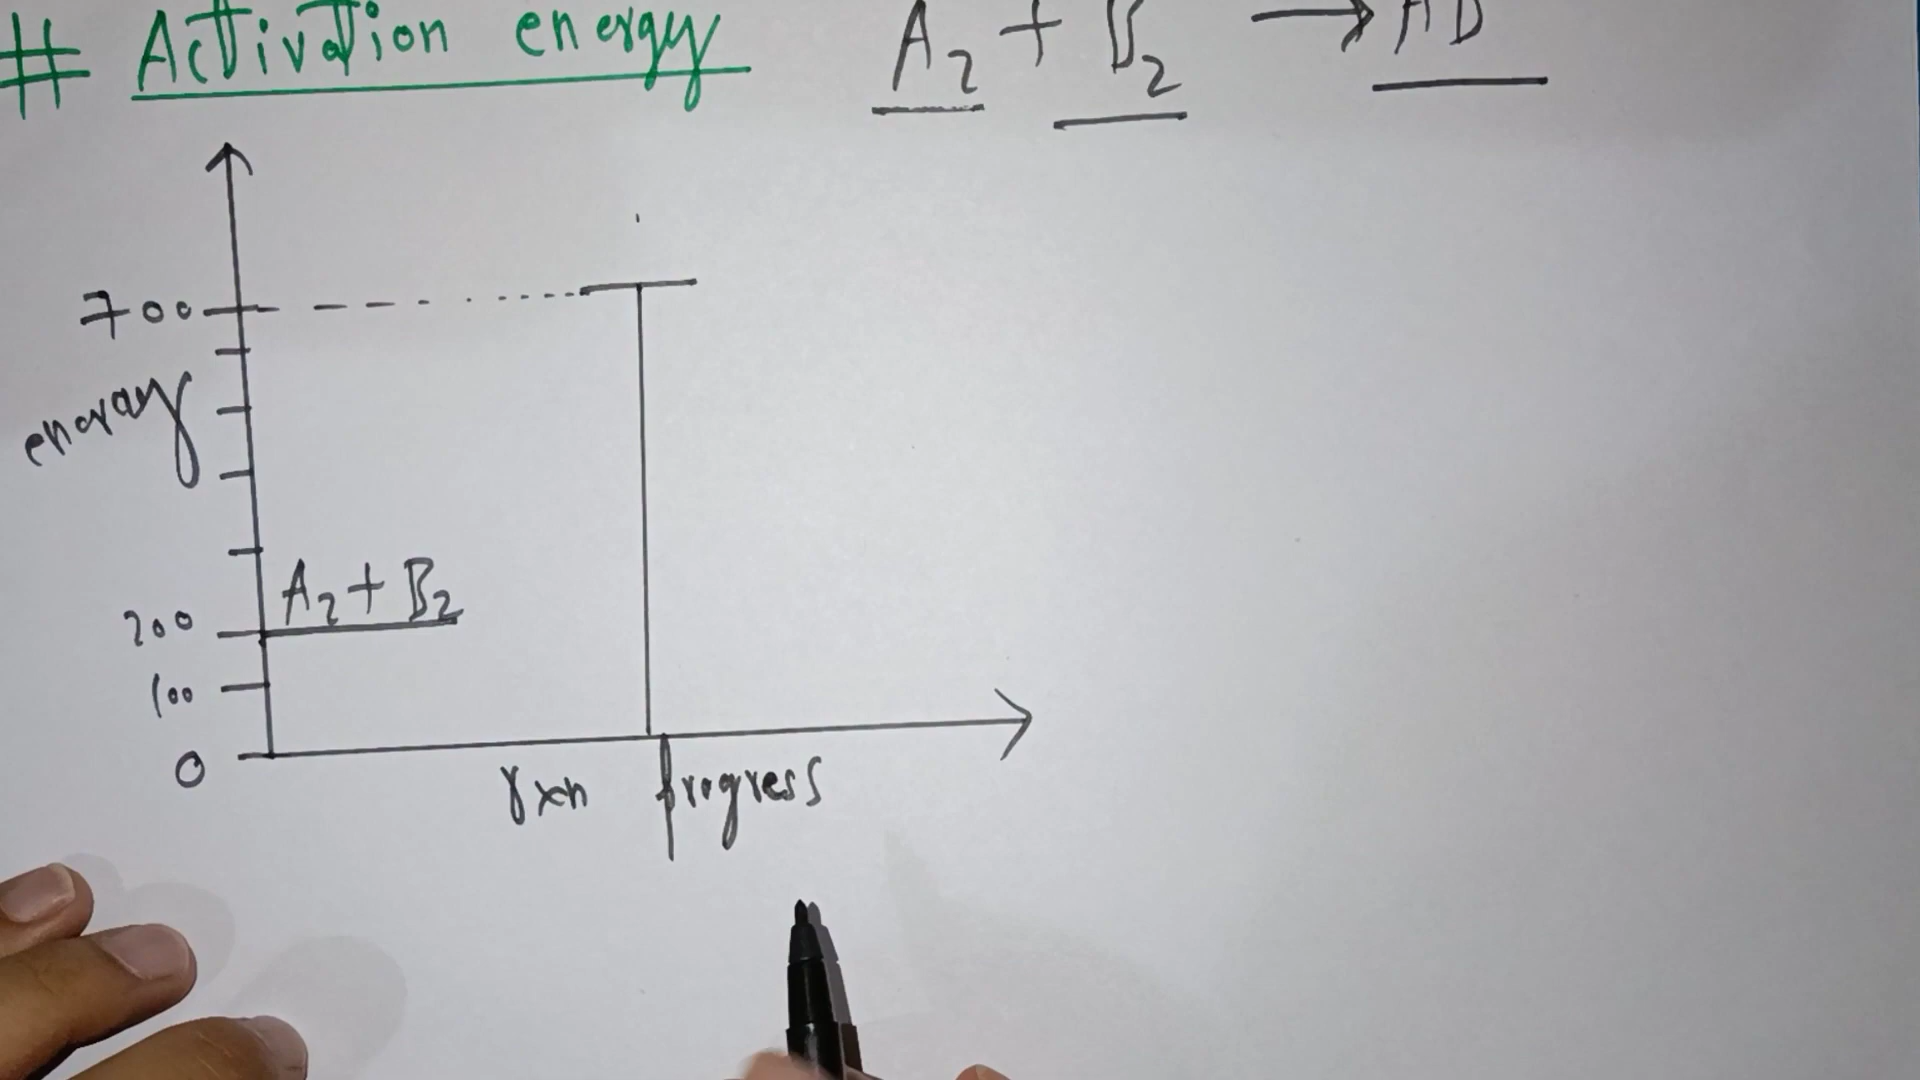 # Activation energy A₂ + B₂ → AB
700
energy
A₂ + B₂
200
100
0
rxn progress